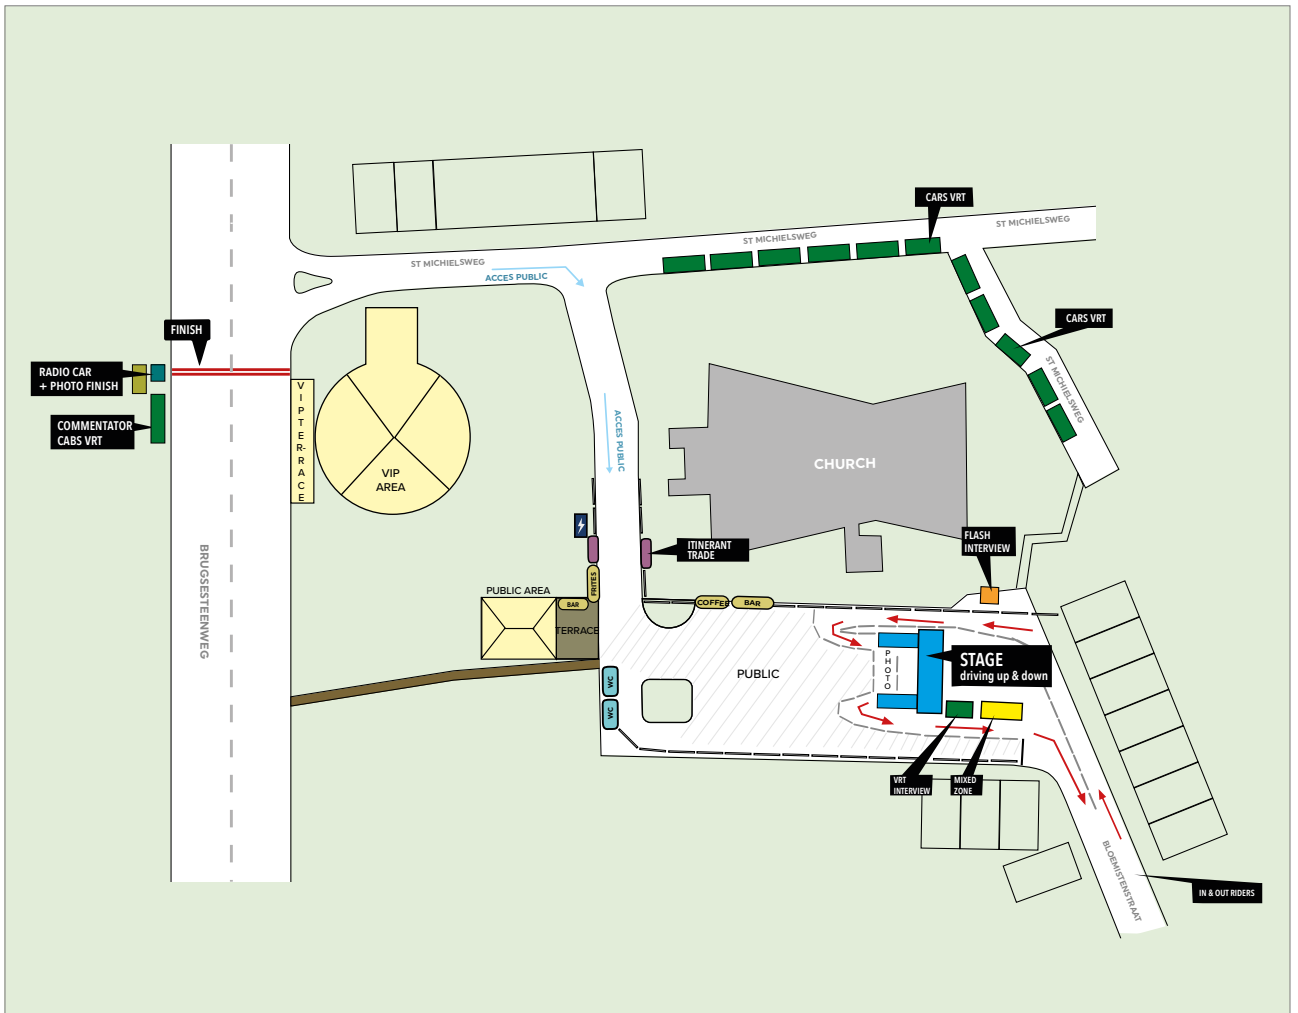 CARS VRT
ST MICHIELSWEG
ST MICHIELSWEG
ST MICHIELSWEG
ACCES PUBLIC
CARS VRT
FINISH
ST MICHIELSWEG
RADIO CAR
+ PHOTO FINISH
COMMENTATOR
CABS VRT
VIPTER-RACE
VIP
AREA
ACCES PUBLIC
CHURCH
ITINERANT
TRADE
FLASH
INTERVIEW
BRUGSESTEENWEG
PUBLIC AREA
FRITES
BAR
COFFEE
BAR
TERRACE
PHOTO
STAGE
driving up & down
PUBLIC
WC
WC
VRT
INTERVIEW
MIXED
ZONE
BLOEMISTENSTRAAT
IN & OUT RIDERS